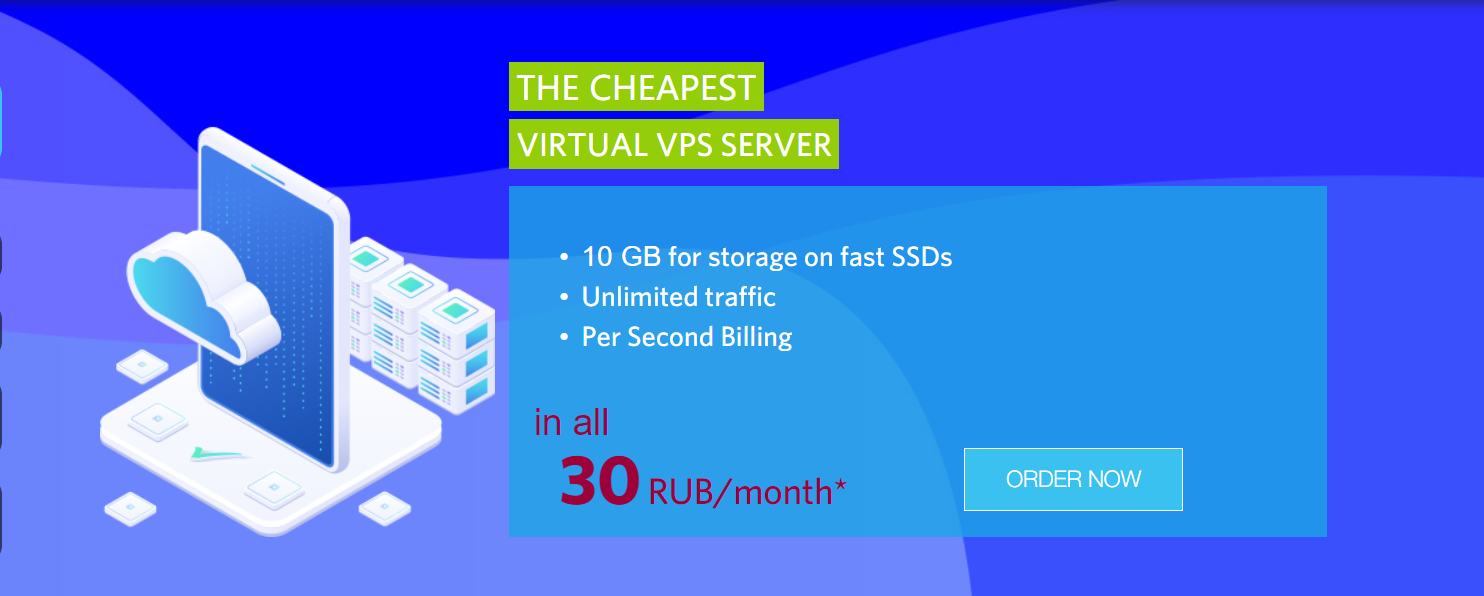 THE CHEAPEST
VIRTUAL VPS SERVER
• 10 GB for storage on fast SSDs
• Unlimited traffic
• Per Second Billing
in all
30 RUB/month*
ORDER NOW